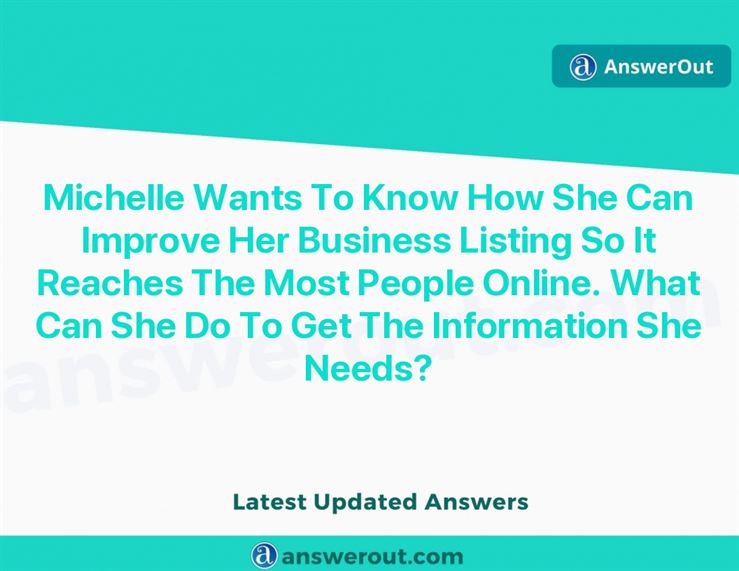 AnswerOut
Michelle Wants To Know How She Can
Improve Her Business Listing So It
Reaches The Most People Online. What
Can She Do To Get The Information She
Needs?
answerout.com
Latest Updated Answers
answerout.com